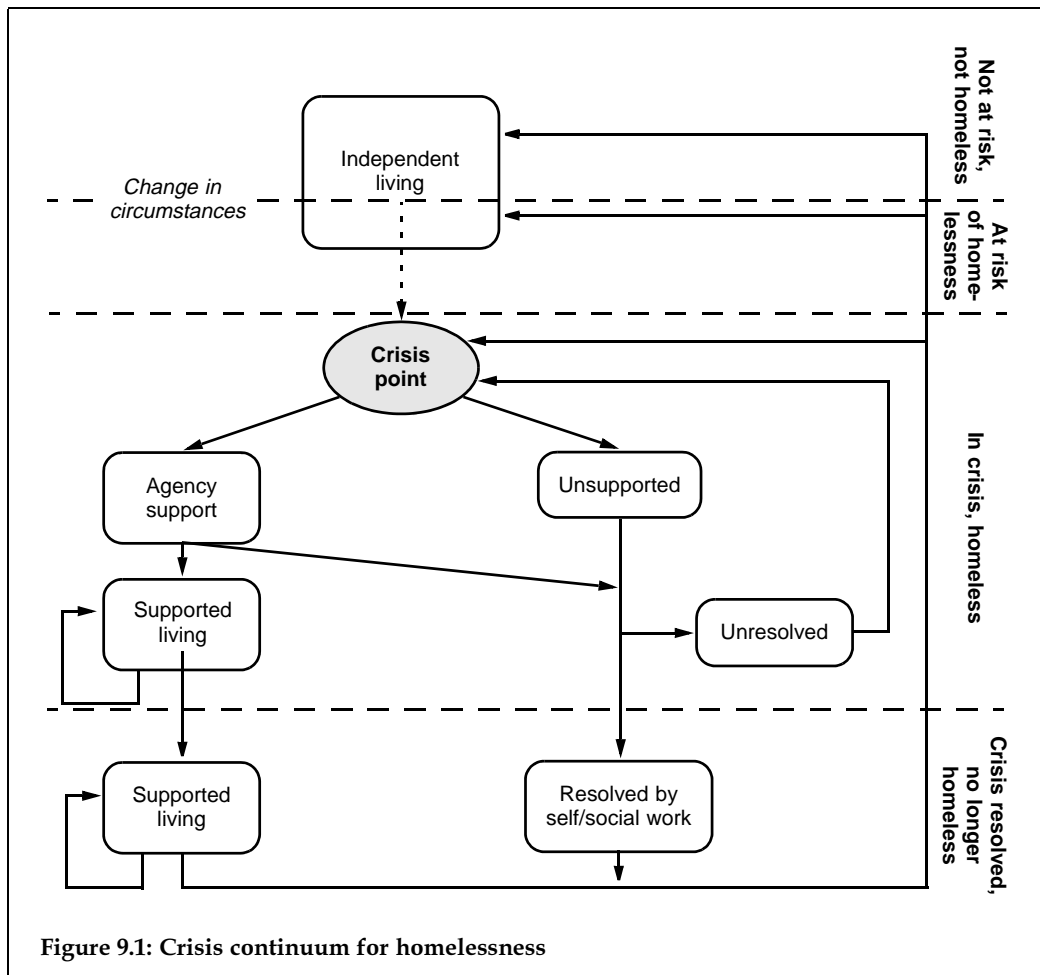 Not at risk,
not homeless
Independent
living
Change in
circumstances
At risk
of home-
lessness
Crisis
point
In crisis, homeless
Agency
support
Unsupported
Supported
living
Unresolved
Crisis resolved,
no longer
homeless
Supported
living
Resolved by
self/social work
Figure 9.1: Crisis continuum for homelessness